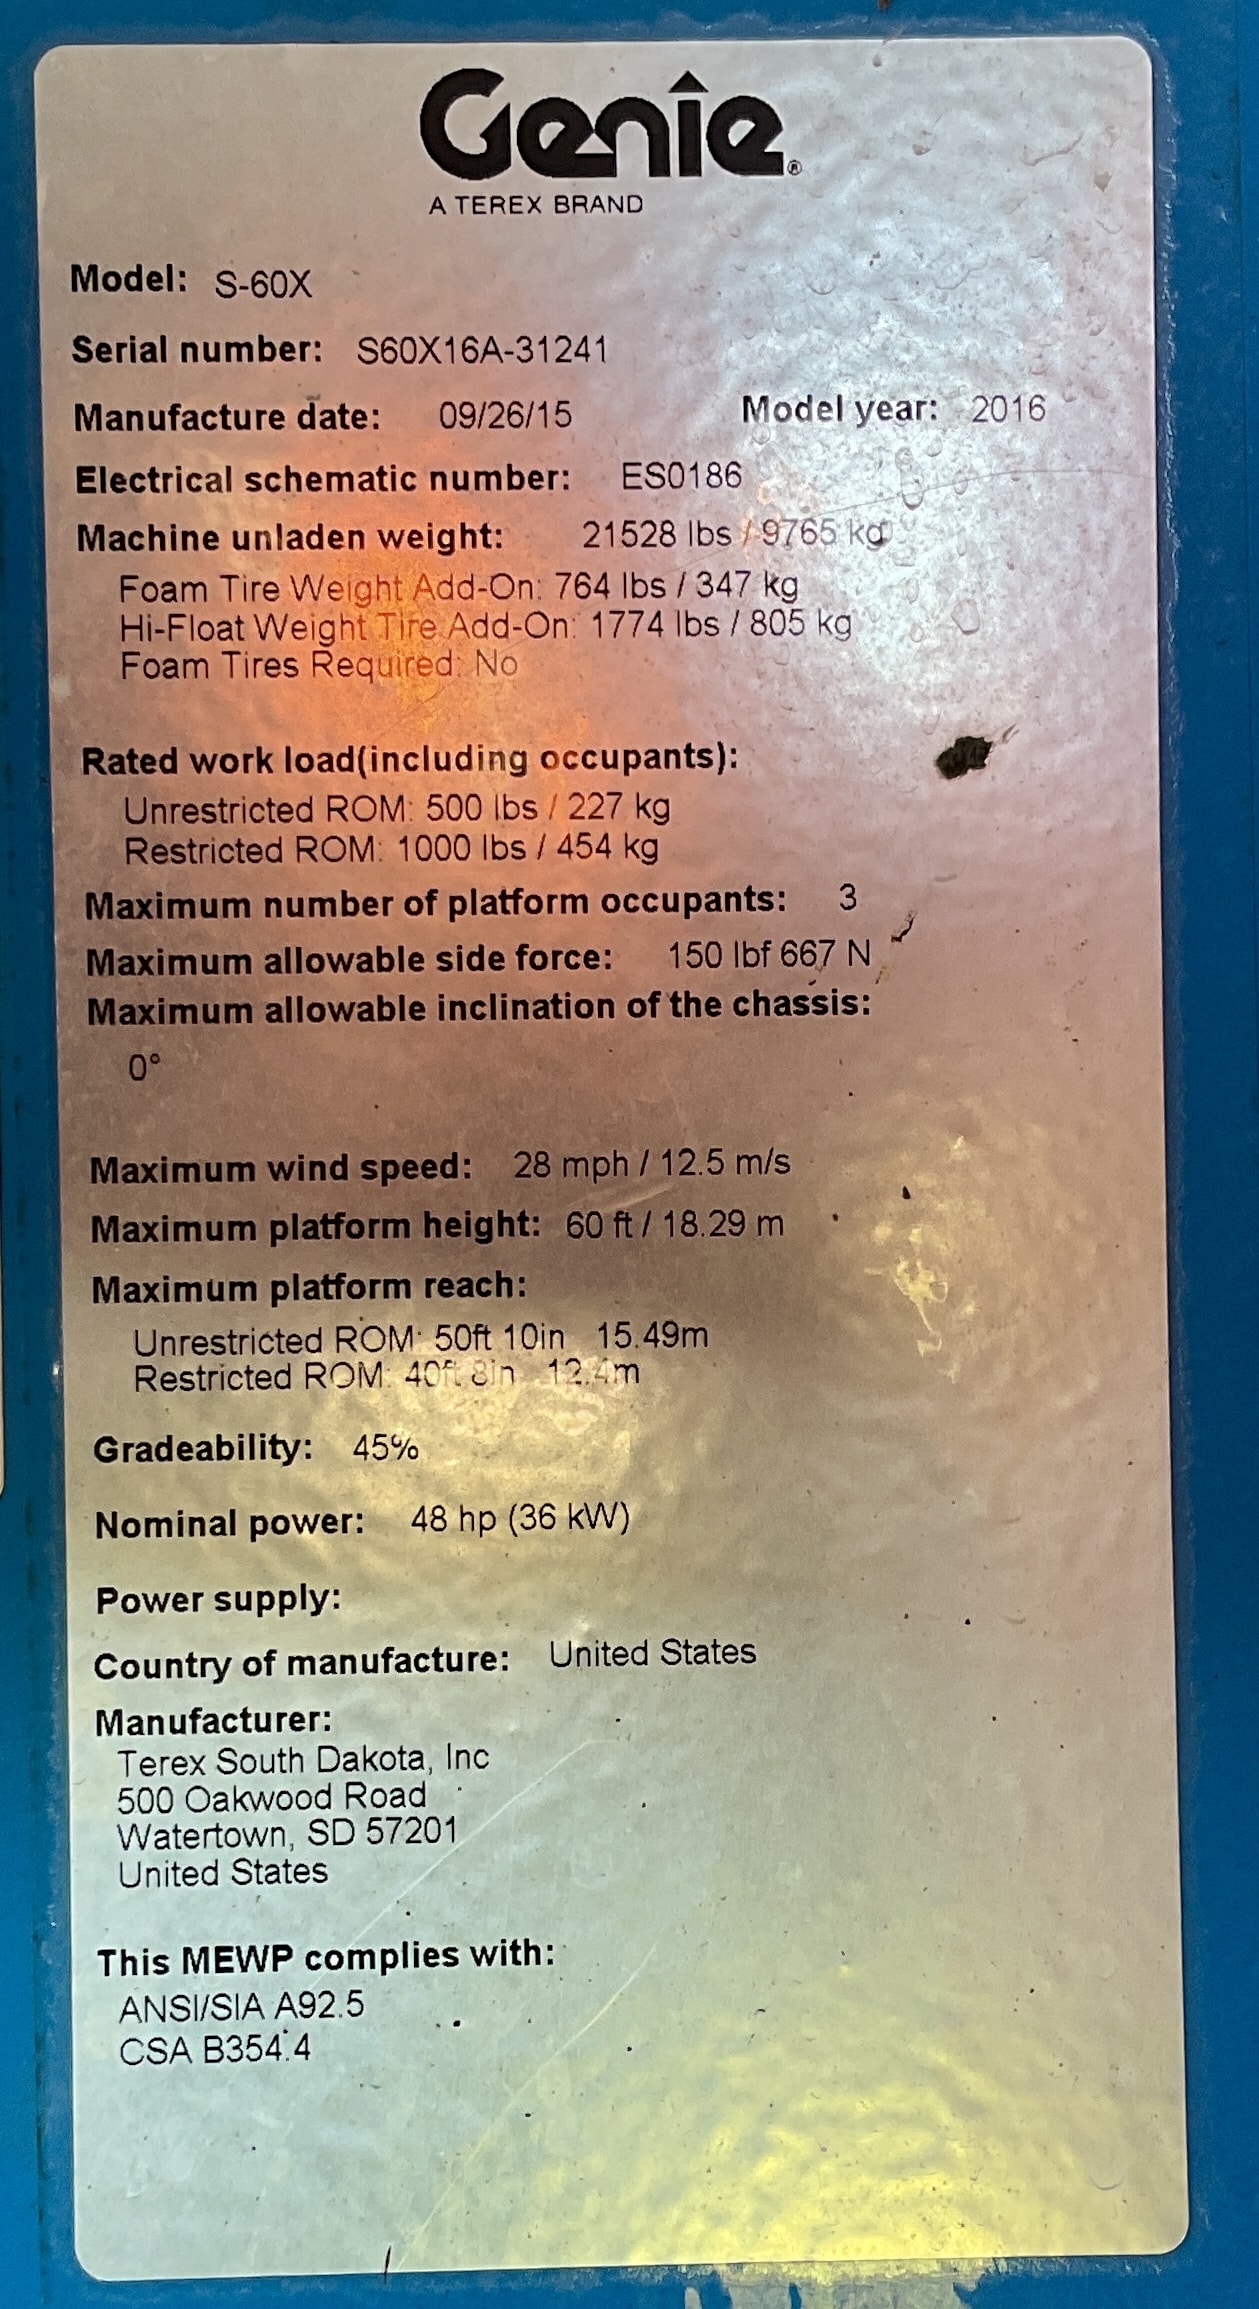 Genie®
A TEREX BRAND
Model: S-60X
Serial number: S60X16A-31241
Manufacture date: 09/26/15 Model year: 2016
Electrical schematic number: ES0186
Machine unladen weight: 21528 lbs / 9765 kg
Foam Tire Weight Add-On: 764 lbs / 347 kg
Hi-Float Weight Tire Add-On: 1774 lbs / 805 kg
Foam Tires Required: No
Rated work load(including occupants):
Unrestricted ROM: 500 lbs / 227 kg
Restricted ROM: 1000 lbs / 454 kg
Maximum number of platform occupants: 3
Maximum allowable side force: 150 lbf 667 N
Maximum allowable inclination of the chassis:
0°
Maximum wind speed: 28 mph / 12.5 m/s
Maximum platform height: 60 ft / 18.29 m
Maximum platform reach:
Unrestricted ROM: 50ft 10in 15.49m
Restricted ROM: 40ft 8in 12.4m
Gradeability: 45%
Nominal power: 48 hp (36 kW)
Power supply:
Country of manufacture: United States
Manufacturer:
Terex South Dakota, Inc
500 Oakwood Road
Watertown, SD 57201
United States
This MEWP complies with:
ANSI/SIA A92.5
CSA B354.4